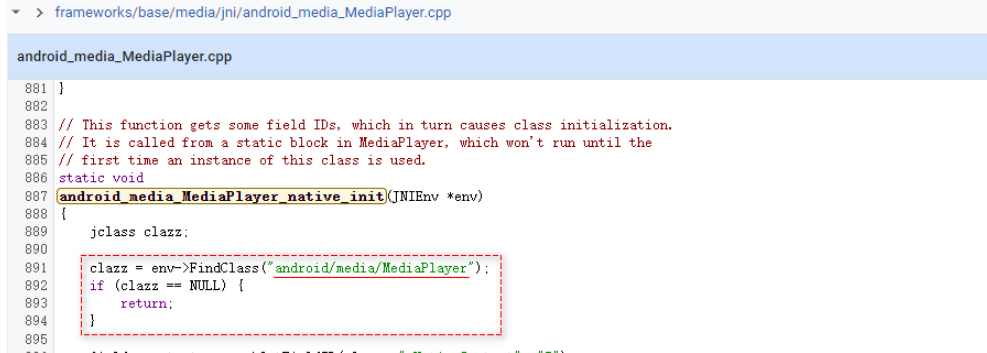 frameworks/base/media/jni/android_media_MediaPlayer.cpp
android_media_MediaPlayer.cpp
881 }
882
883 // This function gets some field IDs, which in turn causes class initialization.
884 // It is called from a static block in MediaPlayer, which won't run until the
885 // first time an instance of this class is used.
886 static void
887 android_media_MediaPlayer_native_init(JNIEnv *env)
888 {
889     jclass clazz;
890
891     clazz = env->FindClass("android/media/MediaPlayer");
892     if (clazz == NULL) {
893         return;
894     }
895